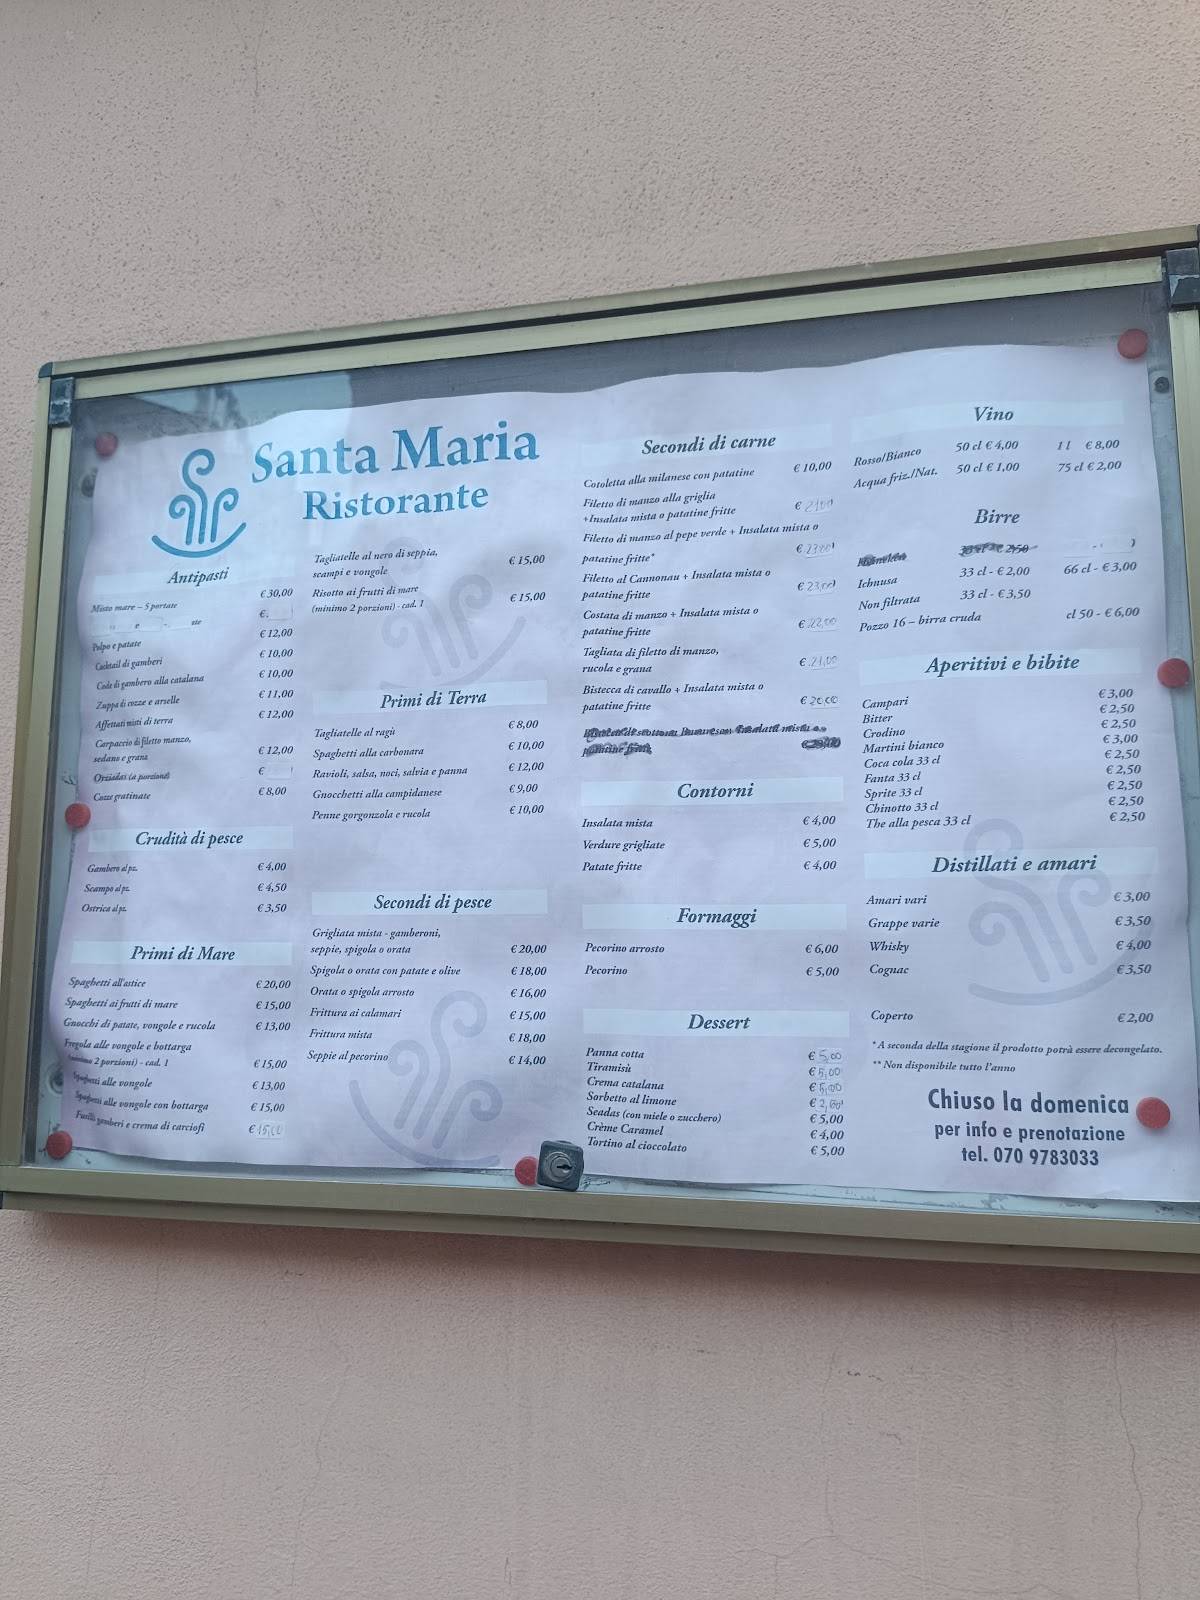 Santa Maria
Ristorante
Antipasti
Misto mare – 5 portate € 30,00
€.
Polpo e patate € 12,00
Cocktail di gamberi € 10,00
Code di gambero alla catalana € 10,00
Zuppa di cozze e arselle € 11,00
Affettati misti di terra € 12,00
Carpaccio di filetto manzo,
sedano e grana € 12,00
Orziadas (a porzione) €
Cozze gratinate € 8,00
Crudità di pesce
Gambero al pz. € 4,00
Scampo al pz. € 4,50
Ostrica al pz. € 3,50
Primi di Mare
Spaghetti all'astice € 20,00
Spaghetti ai frutti di mare € 15,00
Gnocchi di patate, vongole e rucola € 13,00
Fregola alle vongole e bottarga
(minimo 2 porzioni) - cad. 1 € 15,00
Spaghetti alle vongole € 13,00
Spaghetti alle vongole con bottarga € 15,00
Fusilli gamberi e crema di carciofi € 15,00
Tagliatelle al nero di seppia,
scampi e vongole € 15,00
Risotto ai frutti di mare
(minimo 2 porzioni) - cad. 1 € 15,00
Primi di Terra
Tagliatelle al ragù € 8,00
Spaghetti alla carbonara € 10,00
Ravioli, salsa, noci, salvia e panna € 12,00
Gnocchetti alla campidanese € 9,00
Penne gorgonzola e rucola € 10,00
Secondi di pesce
Grigliata mista - gamberoni,
seppie, spigola o orata € 20,00
Spigola o orata con patate e olive € 18,00
Orata o spigola arrosto € 16,00
Frittura ai calamari € 15,00
Frittura mista € 18,00
Seppie al pecorino € 14,00
Secondi di carne
Cotoletta alla milanese con patatine € 10,00
Filetto di manzo alla griglia
+Insalata mista o patatine fritte € 21,00
Filetto di manzo al pepe verde + Insalata mista o
patatine fritte* € 23,00
Filetto al Cannonau + Insalata mista o
patatine fritte € 23,00
Costata di manzo + Insalata mista o
patatine fritte € 22,00
Tagliata di filetto di manzo,
rucola e grana € 21,00
Bistecca di cavallo + Insalata mista o
patatine fritte € 20,00
Contorni
Insalata mista € 4,00
Verdure grigliate € 5,00
Patate fritte € 4,00
Formaggi
Pecorino arrosto € 6,00
Pecorino € 5,00
Dessert
Panna cotta € 5,00
Tiramisù € 5,00
Crema catalana € 5,00
Sorbetto al limone € 2,00
Seadas (con miele o zucchero) € 5,00
Crème Caramel € 4,00
Tortino al cioccolato € 5,00
Vino
Rosso/Bianco 50 cl € 4,00 1 l € 8,00
Acqua friz./Nat. 50 cl € 1,00 75 cl € 2,00
Birre
33 cl - € 2,50
Ichnusa 33 cl - € 2,00 66 cl - € 3,00
Non filtrata 33 cl - € 3,50
Pozzo 16 – birra cruda cl 50 - € 6,00
Aperitivi e bibite
Campari € 3,00
Bitter € 2,50
Crodino € 2,50
Martini bianco € 3,00
Coca cola 33 cl € 2,50
Fanta 33 cl € 2,50
Sprite 33 cl € 2,50
Chinotto 33 cl € 2,50
The alla pesca 33 cl € 2,50
Distillati e amari
Amari vari € 3,00
Grappe varie € 3,50
Whisky € 4,00
Cognac € 3,50
Coperto € 2,00
* A seconda della stagione il prodotto potrà essere decongelato.
** Non disponibile tutto l'anno
Chiuso la domenica
per info e prenotazione
tel. 070 9783033